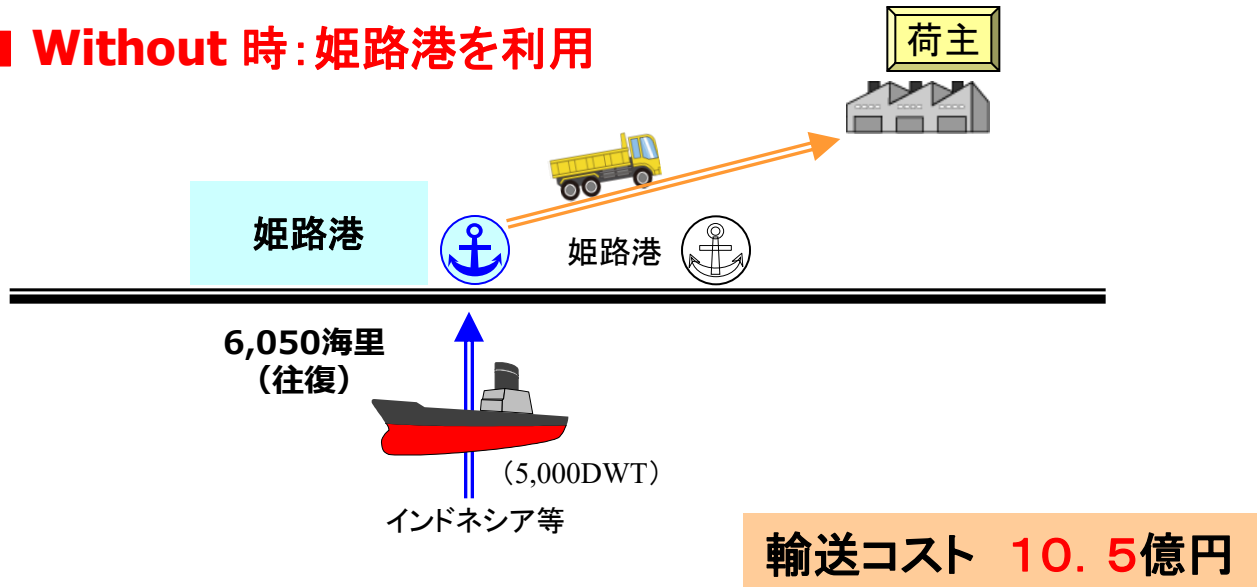 Without 時：姫路港を利用
荷主
姫路港
姫路港
6,050海里
（往復）
（5,000DWT）
インドネシア等
輸送コスト　１０．５億円